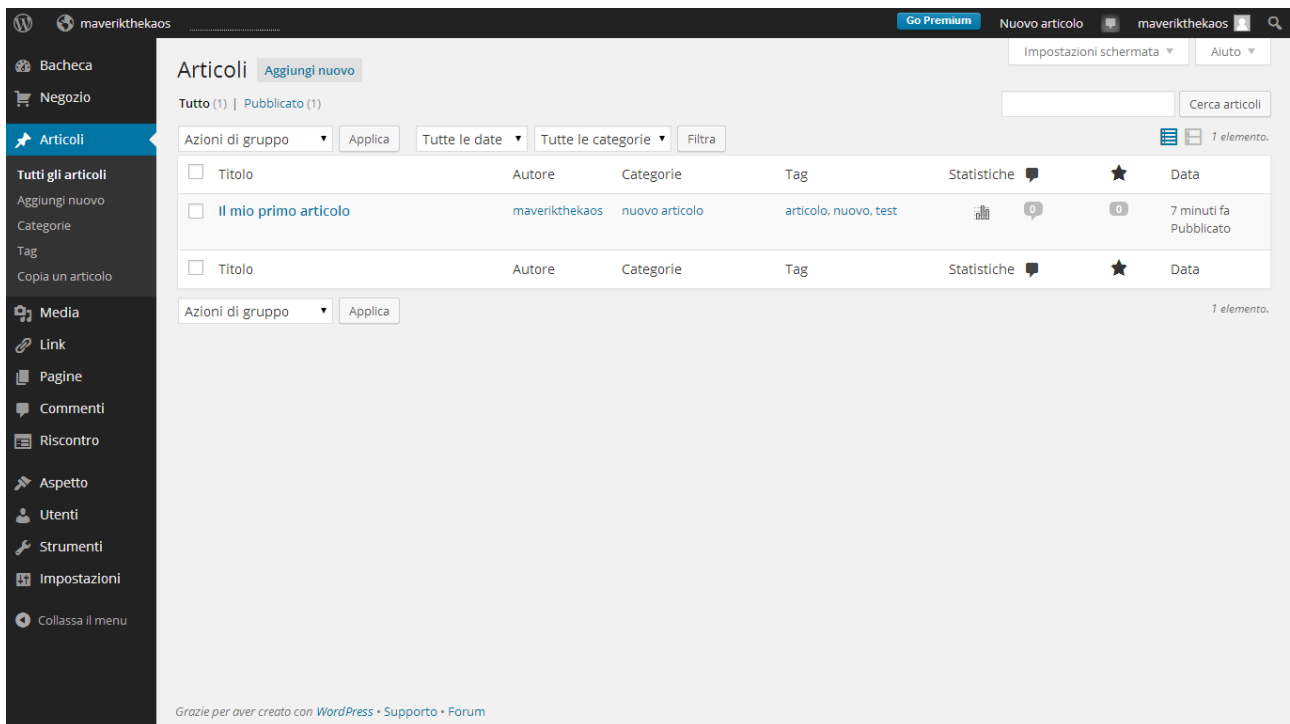 maverikthekaos
Go Premium
Nuovo articolo
maverikthekaos
Bacheca
Negozio
Articoli
Tutti gli articoli
Aggiungi nuovo
Categorie
Tag
Copia un articolo
Media
Link
Pagine
Commenti
Riscontro
Aspetto
Utenti
Strumenti
Impostazioni
Collassa il menu
Impostazioni schermata
Aiuto
Articoli Aggiungi nuovo
Tutto (1) | Pubblicato (1)
Cerca articoli
Azioni di gruppo Applica Tutte le date Tutte le categorie Filtra 1 elemento.
Titolo Autore Categorie Tag Statistiche Data
Il mio primo articolo maverikthekaos nuovo articolo articolo, nuovo, test 0 0 7 minuti fa
Pubblicato
Titolo Autore Categorie Tag Statistiche Data
Azioni di gruppo Applica 1 elemento.
Grazie per aver creato con WordPress • Supporto • Forum